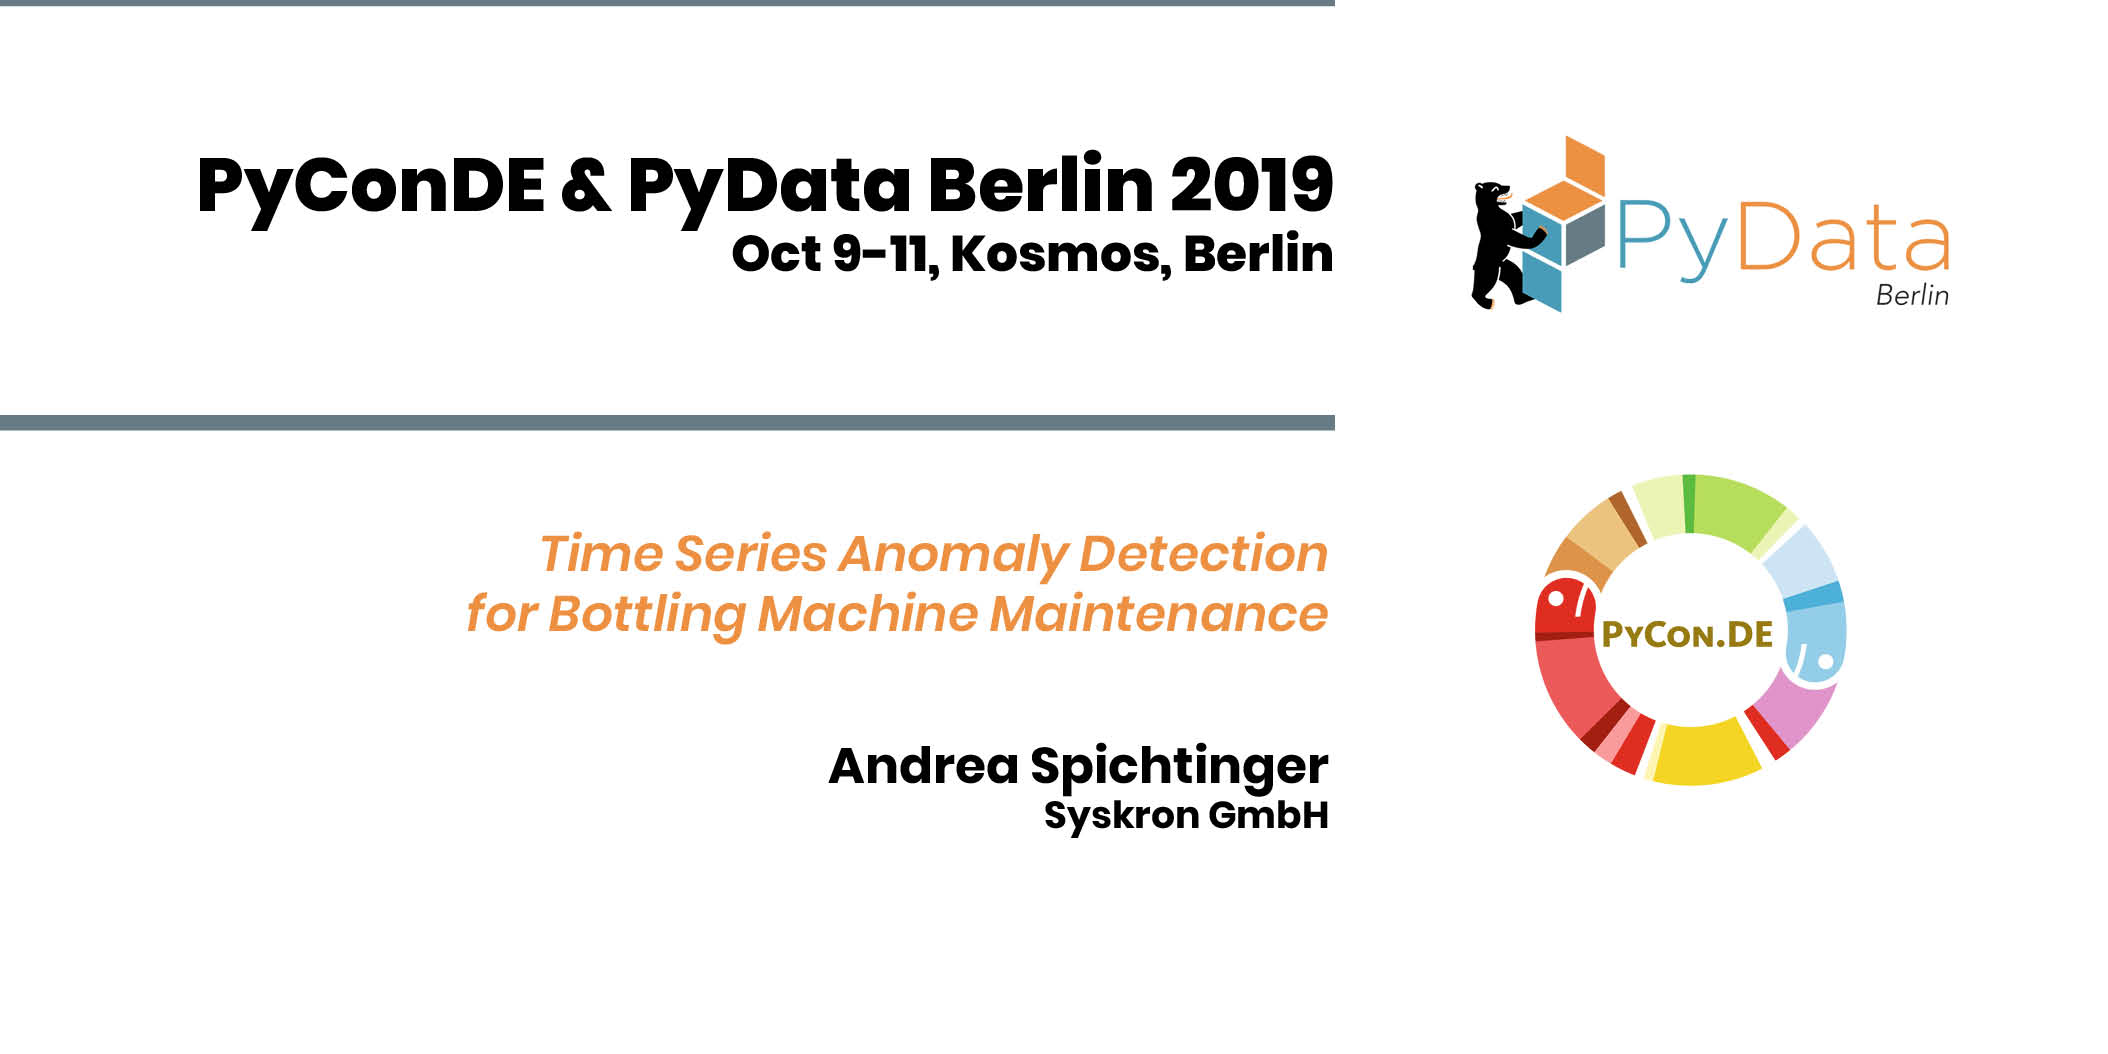 PyConDE & PyData Berlin 2019
Oct 9-11, Kosmos, Berlin
PyData
Berlin
Time Series Anomaly Detection
for Bottling Machine Maintenance
PyCon.DE
Andrea Spichtinger
Syskron GmbH